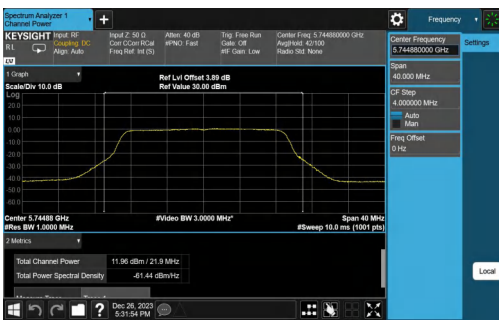 Spectrum Analyzer 1
Channel Power
Frequency
KEYSIGHT
RL
Input: RF
Coupling: DC
Align: Auto
Input Z: 50 Ω
Corr CCorr RCal
Freq Ref: Int (S)
Atten: 40 dB
#PNO: Fast
Trig: Free Run
Gate: Off
#IF Gain: Low
Center Freq: 5.744880000 GHz
Avg|Hold: 42/100
Radio Std: None
LW
Center Frequency
5.744880000 GHz
Settings
Span
40.000 MHz
CF Step
4.000000 MHz
Auto
Man
Freq Offset
0 Hz
1 Graph
Scale/Div 10.0 dB
Ref Lvl Offset 3.89 dB
Ref Value 30.00 dBm
Log
20.0
10.0
0.00
-10.0
-20.0
-30.0
-40.0
-50.0
-60.0
Center 5.74488 GHz
#Res BW 1.0000 MHz
#Video BW 3.0000 MHz*
Span 40 MHz
#Sweep 10.0 ms (1001 pts)
2 Metrics
Total Channel Power 11.96 dBm / 21.9 MHz
Total Power Spectral Density -61.44 dBm/Hz
Local
?
Dec 26, 2023
5:31:54 PM